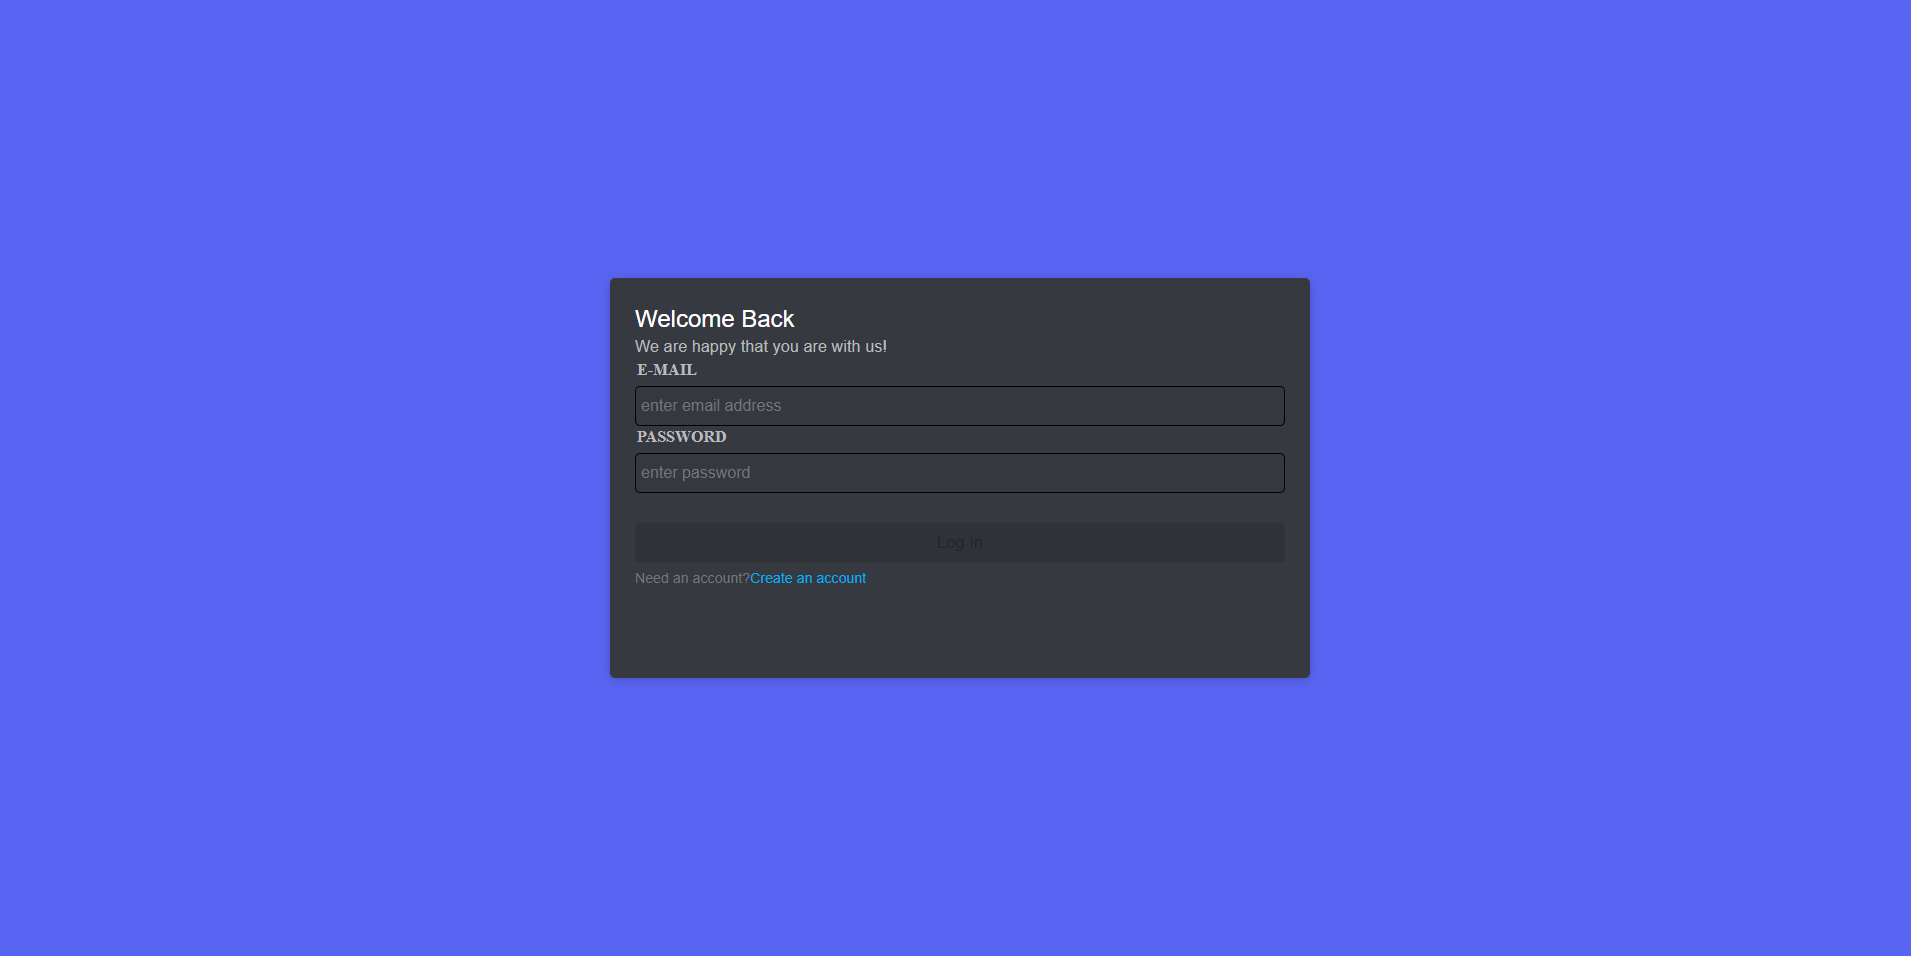 Welcome Back
We are happy that you are with us!
E-MAIL
enter email address
PASSWORD
enter password
Log in
Need an account?Create an account